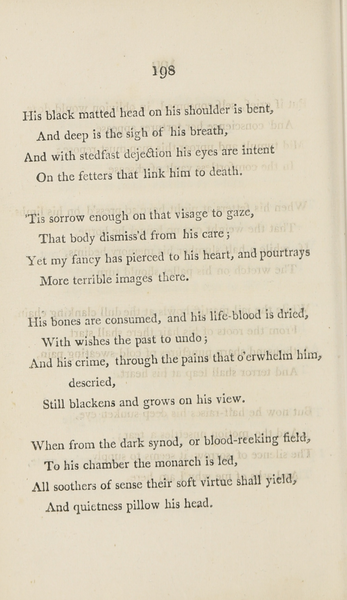 198
His black matted head on his shoulder is bent,
And deep is the sigh of his breath,
And with stedfast dejection his eyes are intent
On the fetters that link him to death.
'Tis sorrow enough on that visage to gaze,
That body dismiss'd from his care;
Yet my fancy has pierced to his heart, and pourtrays
More terrible images there.
His bones are consumed, and his life-blood is dried,
With wishes the past to undo;
And his crime, through the pains that o'erwhelm him,
descried,
Still blackens and grows on his view.
When from the dark synod, or blood-reeking field,
To his chamber the monarch is led,
All soothers of sense their soft virtue shall yield,
And quietness pillow his head.